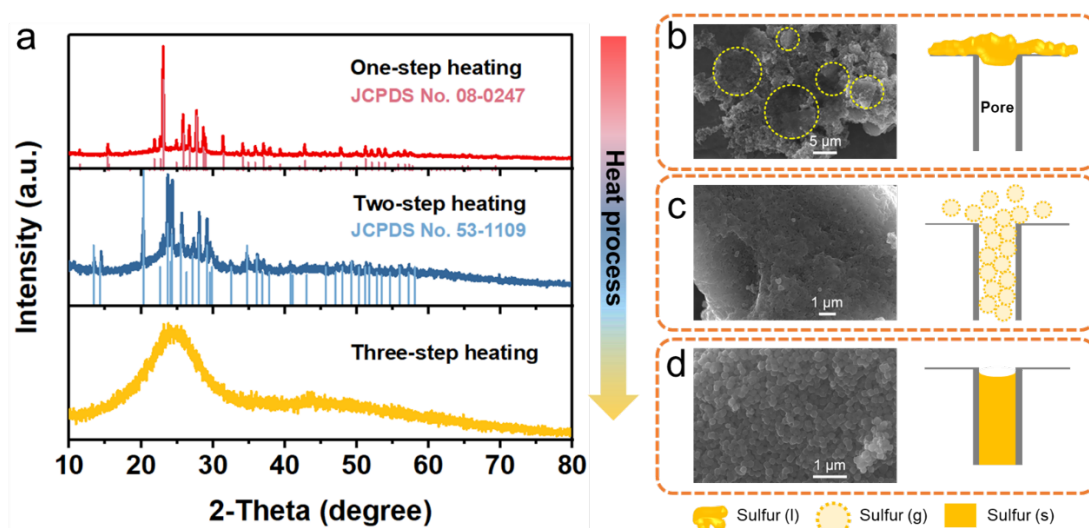 a
Intensity (a.u.)
One-step heating
JCPDS No. 08-0247
Two-step heating
JCPDS No. 53-1109
Three-step heating
10 20 30 40 50 60 70 80
2-Theta (degree)
Heat process
b
5 μm
Pore
c
1 μm
d
1 μm
Sulfur (l) Sulfur (g) Sulfur (s)